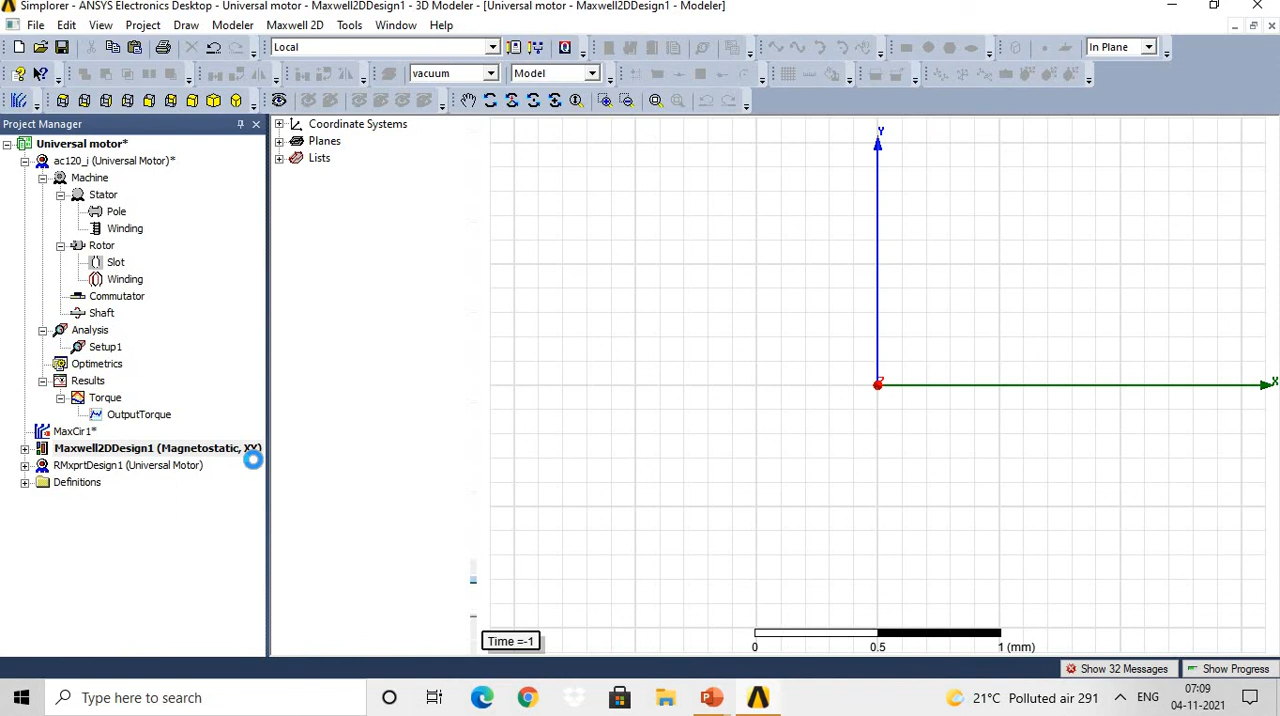 Simplorer - ANSYS Electronics Desktop - Universal motor - Maxwell2DDesign1 - 3D Modeler - [Universal motor - Maxwell2DDesign1 - Modeler]
File Edit View Project Draw Modeler Maxwell 2D Tools Window Help
Local
In Plane
vacuum
Model
Project Manager
Universal motor*
ac120_i (Universal Motor)*
Machine
Stator
Pole
Winding
Rotor
Slot
Winding
Commutator
Shaft
Analysis
Setup1
Optimetrics
Results
Torque
OutputTorque
MaxCir1*
Maxwell2DDesign1 (Magnetostatic, XY)
RMxprtDesign1 (Universal Motor)
Definitions
Coordinate Systems
Planes
Lists
Y
X
Z
Time =-1
0
0.5
1 (mm)
Show 32 Messages
Show Progress
Type here to search
21°C Polluted air 291
ENG
07:09
04-11-2021